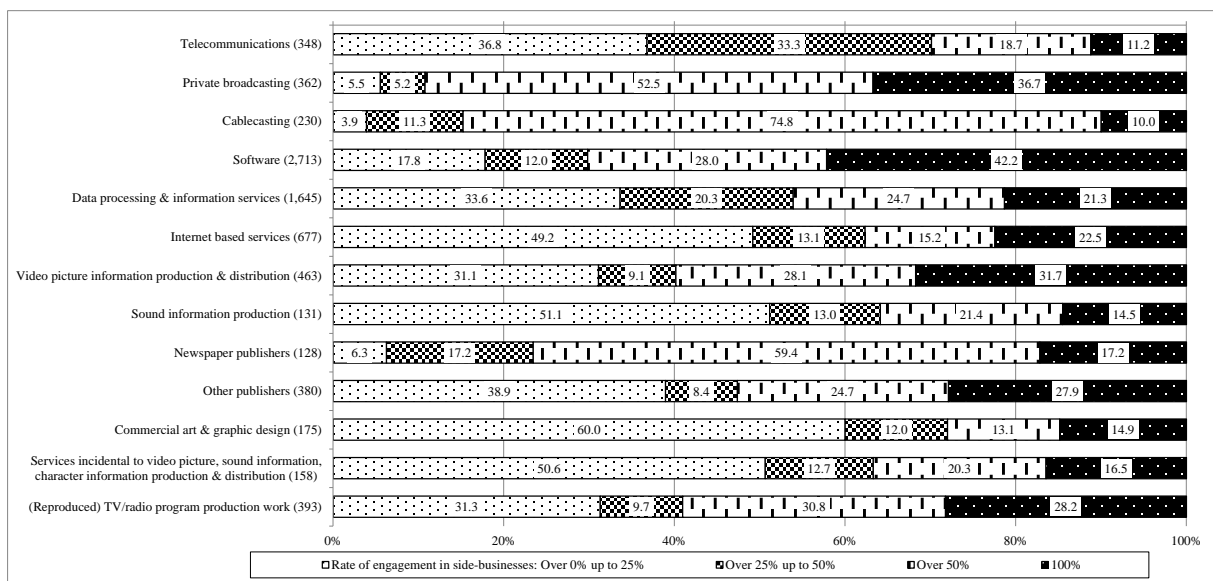 Telecommunications (348) 36.8 33.3 18.7 11.2
Private broadcasting (362) 5.5 5.2 52.5 36.7
Cablecasting (230) 3.9 11.3 74.8 10.0
Software (2,713) 17.8 12.0 28.0 42.2
Data processing & information services (1,645) 33.6 20.3 24.7 21.3
Internet based services (677) 49.2 13.1 15.2 22.5
Video picture information production & distribution (463) 31.1 9.1 28.1 31.7
Sound information production (131) 51.1 13.0 21.4 14.5
Newspaper publishers (128) 6.3 17.2 59.4 17.2
Other publishers (380) 38.9 8.4 24.7 27.9
Commercial art & graphic design (175) 60.0 12.0 13.1 14.9
Services incidental to video picture, sound information,
character information production & distribution (158) 50.6 12.7 20.3 16.5
(Reproduced) TV/radio program production work (393) 31.3 9.7 30.8 28.2
0% 20% 40% 60% 80% 100%
Rate of engagement in side-businesses: Over 0% up to 25% Over 25% up to 50% Over 50% 100%